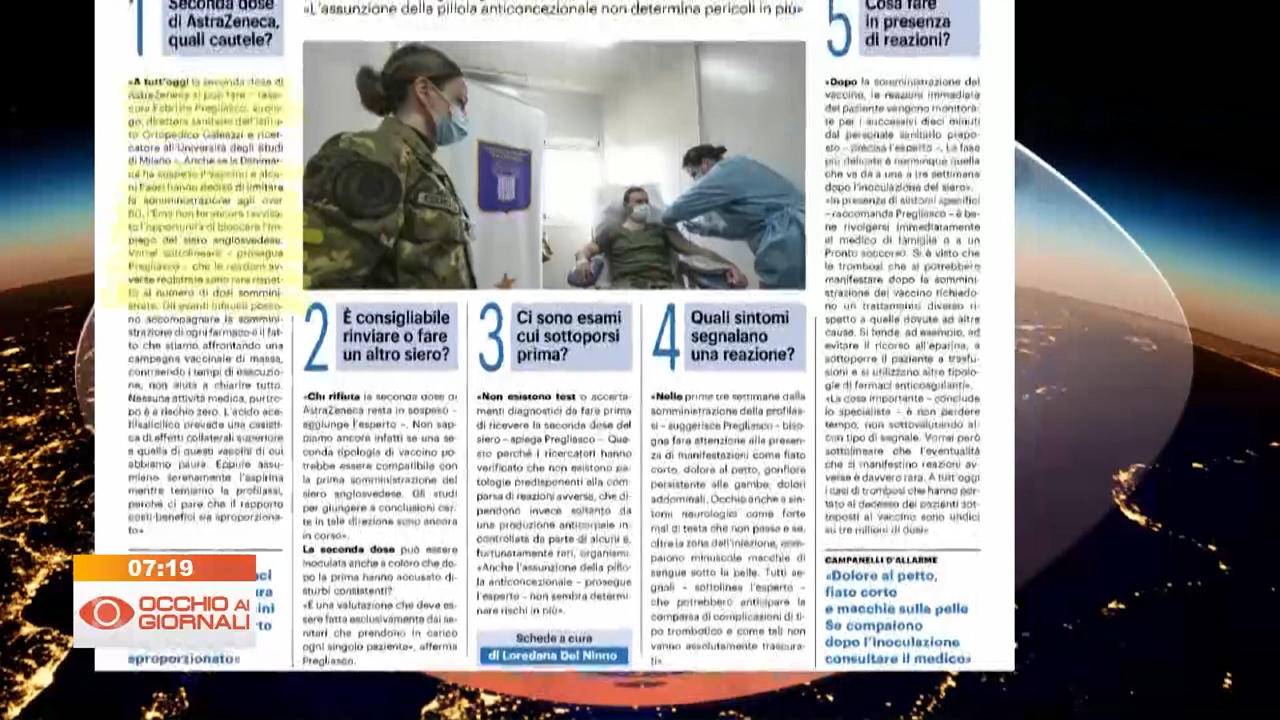 «L'assunzione della pillola anticoncezionale non determina pericoli in più»
1
Seconda dose
di AstraZeneca,
quali cautele?
«A tutt'oggi la seconda dose di
AstraZeneca si può fare
to Ortopedico Galeazzi e ricer-
catore all'Università degli Studi
di Milano -. Anche se la Danimar-
ca ha sospeso il vaccino e alcu-
ni Paesi hanno deciso di limitare
la somministrazione agli over
piego del siero anglosvedese.
Vorrei sottolineare - prosegue
Pregliasco - che le reazioni av-
verse registrate sono rare rispet-
to al numero di dosi sommini-
strate. Gli eventi infausti posso-
no accompagnare la sommini-
strazione di ogni farmaco e il fat-
to che stiamo affrontando una
campagna vaccinale di massa,
contraendo i tempi di esecuzio-
ne, non aiuta a chiarire tutto.
Nessuna attività medica, purtro-
po è a rischio zero. L'acido ace-
tilsalicilico prevede una casisti-
ca di effetti collaterali superiore
a quella di questi vaccini di cui
abbiamo paura. Eppure assu-
miamo serenamente l'aspirina
mentre temiamo la profilassi,
perché ci pare che il rapporto
costi-benefici sia sproporziona-
to»
sproporzionato»
2
È consigliabile
rinviare o fare
un altro siero?
«Chi rifiuta la seconda dose di
AstraZeneca resta in sospeso -
aggiunge l'esperto -. Non sap-
piamo ancora infatti se una se-
conda tipologia di vaccino po-
trebbe essere compatibile con
la prima somministrazione del
siero anglosvedese. Gli studi
per giungere a conclusioni cer-
te in tale direzione sono ancora
in corso».
La seconda dose può essere
inoculata anche a coloro che do-
po la prima hanno accusato di-
sturbi consistenti?
«È una valutazione che deve es-
sere fatta esclusivamente dai sa-
nitari che prendono in carico
ogni singolo paziente», afferma
Pregliasco.
3
Ci sono esami
cui sottoporsi
prima?
«Non esistono test o accerta-
menti diagnostici da fare prima
di ricevere la seconda dose del
siero - spiega Pregliasco -. Que-
sto perché i ricercatori hanno
verificato che non esistono pa-
tologie predisponenti alla com-
parsa di reazioni avverse, che di-
pendono invece soltanto da
una produzione anticorpale in-
controllata da parte di alcuni e,
fortunatamente rari, organismi.
«Anche l'assunzione della pillo-
la anticoncezionale - prosegue
l'esperto - non sembra determi-
nare rischi in più».
Schede a cura
di Loredana Del Ninno
4
Quali sintomi
segnalano
una reazione?
«Nelle prime tre settimane dalla
somministrazione della profilas-
si - suggerisce Pregliasco - biso-
gna fare attenzione alla presen-
za di manifestazioni come fiato
corto, dolore al petto, gonfiore
persistente alle gambe, dolori
addominali. Occhio anche a sin-
tomi neurologici come forte
mal di testa che non passa e se,
oltre la zona dell'iniezione, com-
paiono minuscole macchie di
sangue sotto la pelle. Tutti se-
gnali - sottolinea l'esperto -
che potrebbero anticipare la
comparsa di complicazioni di ti-
po trombotico e come tali non
vanno assolutamente trascura-
ti»
5
Cosa fare
in presenza
di reazioni?
«Dopo la somministrazione del
vaccino, le reazioni immediate
del paziente vengono monitora-
te per i successivi dieci minuti
dal personale sanitario prepo-
sto - precisa l'esperto -. La fase
più delicata è comunque quella
che va da una a tre settimane
dopo l'inoculazione del siero».
«In presenza di sintomi specifici
- raccomanda Pregliasco - è be-
ne rivolgersi immediatamente
al medico di famiglia o a un
Pronto soccorso. Si è visto che
le trombosi che si potrebbero
manifestare dopo la sommini-
strazione del vaccino richiedo-
no un trattamento diverso ri-
spetto a quelle dovute ad altre
cause. Si tende, ad esempio, ad
evitare il ricorso all'eparina, a
sottoporre il paziente a trasfu-
sioni e si utilizzano altre tipolo-
gie di farmaci anticoagulanti».
«La cosa importante - conclude
lo specialista - è non perdere
tempo, non sottovalutando al-
cun tipo di segnale. Vorrei però
sottolineare che l'eventualità
che si manifestino reazioni av-
verse è davvero rara. A tutt'oggi
i casi di trombosi che hanno por-
tato al decesso dei pazienti sot-
toposti al vaccino sono undici
su tre milioni di dosi»
CAMPANELLI D'ALLARME
«Dolore al petto,
fiato corto
e macchie sulla pelle
Se compaiono
dopo l'inoculazione
consultare il medico»
07:19
OCCHIO AI
GIORNALI